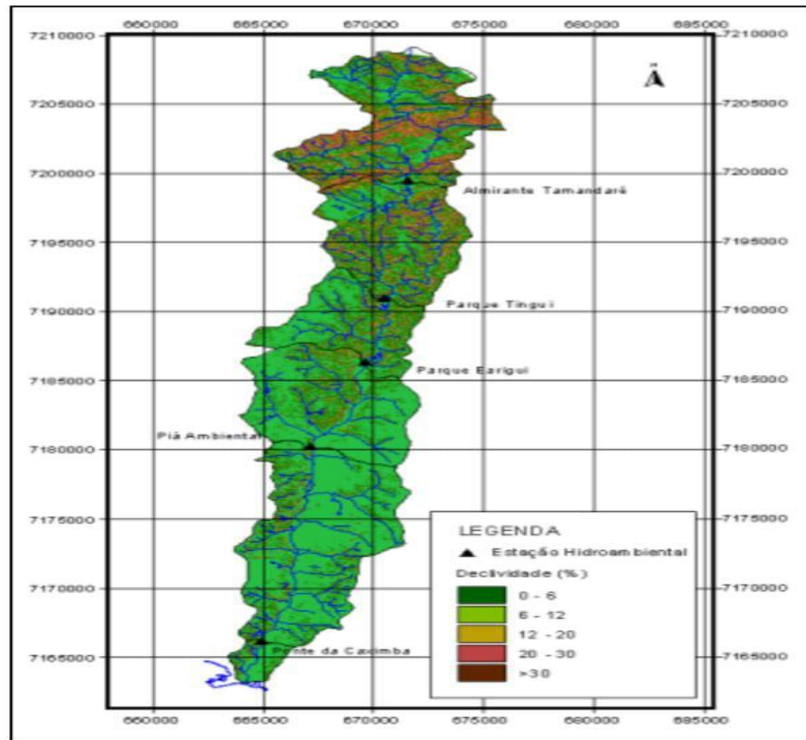 660000 665000 670000 675000 680000 685000
7210000 7210000
7205000 7205000
7200000 7200000
Almirante Tamandaré
7195000 7195000
7190000 7190000
Parque Tingui
7185000 7185000
Parque Barigui
Piá Ambiental
7180000 7180000
7175000 7175000
7170000 7170000
7165000 7165000
Ponte da Caximba
660000 665000 670000 675000 680000 685000
N
LEGENDA
Estação Hidroambiental
Declividade (%)
0 - 6
6 - 12
12 - 20
20 - 30
>30